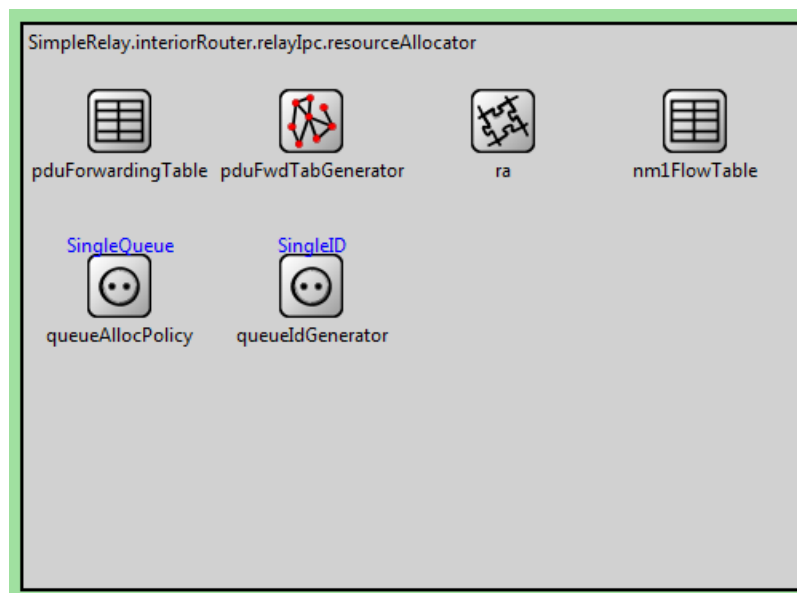 SimpleRelay.interiorRouter.relayIpc.resourceAllocator
pduForwardingTable pduFwdTabGenerator ra nm1FlowTable
SingleQueue SingleID
queueAllocPolicy queueIdGenerator